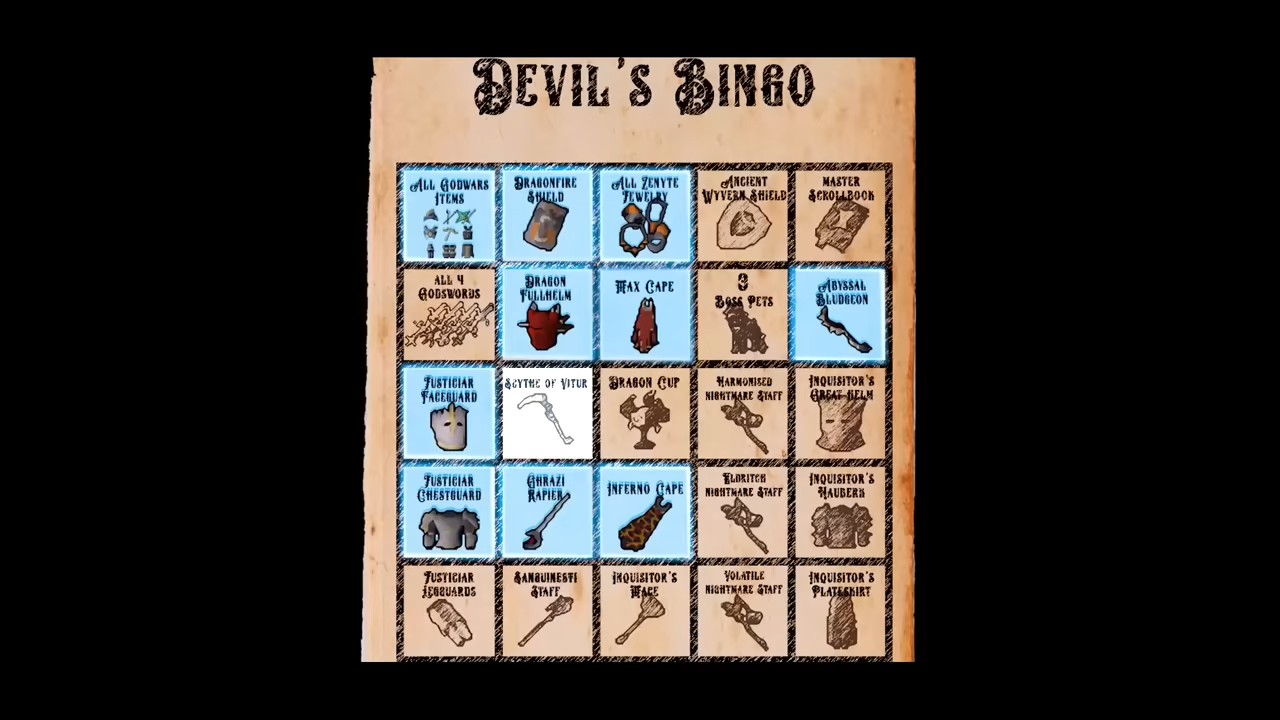 Devil's Bingo
All Godwars
Items
Dragonfire
Shield
All Zenyte
Jewelry
Ancient
Wyvern Shield
Master
Scrollbook
All 4
Godswords
Dragon
Fullhelm
Max Cape
8
Boss Pets
Abyssal
Bludgeon
Justiciar
Faceguard
Scythe of Vitur
Dragon Cup
Harmonised
Nightmare Staff
Inquisitor's
Great Helm
Justiciar
Chestguard
Ghrazi
Rapier
Inferno Cape
Eldritch
Nightmare Staff
Inquisitor's
Hauberk
Justiciar
Legguards
Sanguinesti
Staff
Inquisitor's
Mace
Volatile
Nightmare Staff
Inquisitor's
Plateskirt